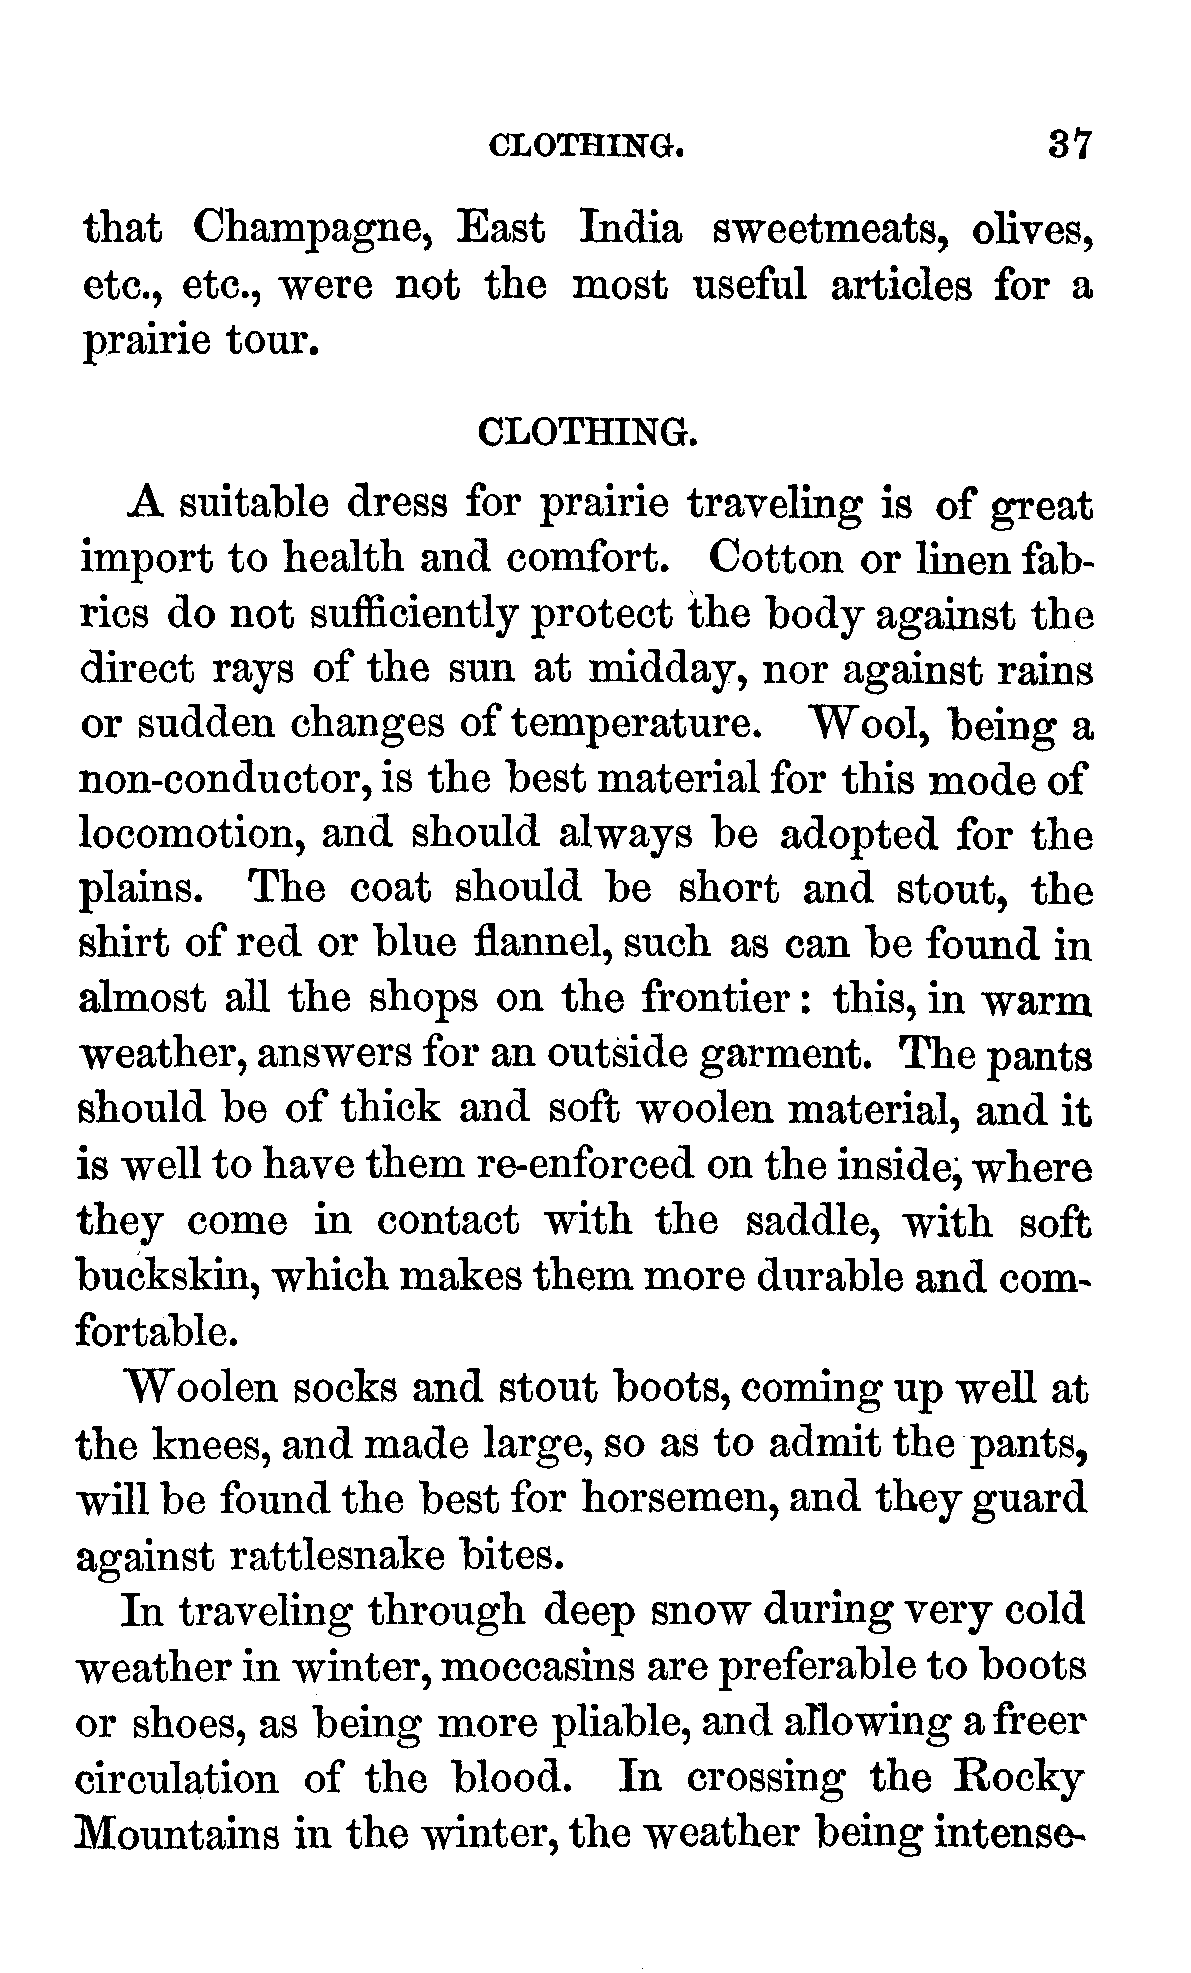 CLOTHING. 37
that Champagne, East India sweetmeats, olives,
etc., etc., were not the most useful articles for a
prairie tour.
CLOTHING.
A suitable dress for prairie traveling is of great
import to health and comfort. Cotton or linen fab-
rics do not sufficiently protect the body against the
direct rays of the sun at midday, nor against rains
or sudden changes of temperature. Wool, being a
non-conductor, is the best material for this mode of
locomotion, and should always be adopted for the
plains. The coat should be short and stout, the
shirt of red or blue flannel, such as can be found in
almost all the shops on the frontier: this, in warm
weather, answers for an outside garment. The pants
should be of thick and soft woolen material, and it
is well to have them re-enforced on the inside, where
they come in contact with the saddle, with soft
buckskin, which makes them more durable and com-
fortable.
Woolen socks and stout boots, coming up well at
the knees, and made large, so as to admit the pants,
will be found the best for horsemen, and they guard
against rattlesnake bites.
In traveling through deep snow during very cold
weather in winter, moccasins are preferable to boots
or shoes, as being more pliable, and allowing a freer
circulation of the blood. In crossing the Rocky
Mountains in the winter, the weather being intense-